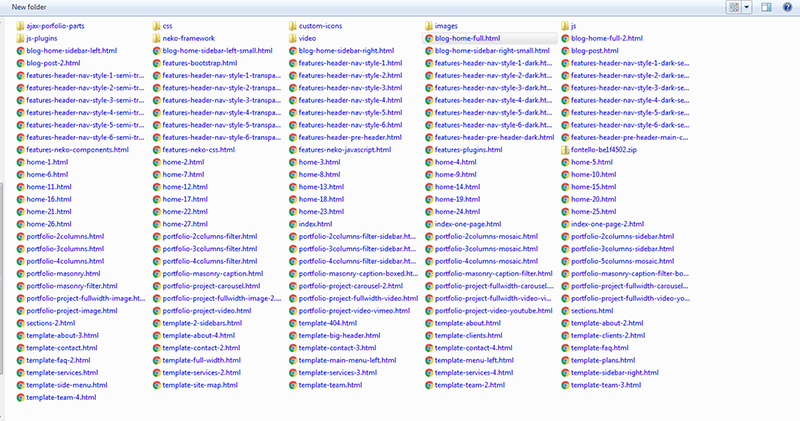 New folder
ajax-porfolio-parts css custom-icons images js
js-plugins neko-framework video blog-home-full.html blog-home-full-2.html
blog-home-sidebar-left.html blog-home-sidebar-left-small.html blog-home-sidebar-right.html blog-home-sidebar-right-small.html blog-post.html
blog-post-2.html features-bootstrap.html features-header-nav-style-1.html features-header-nav-style-1-dark.ht... features-header-nav-style-1-dark-se...
features-header-nav-style-1-semi-tr... features-header-nav-style-1-transpa... features-header-nav-style-2.html features-header-nav-style-2-dark.ht... features-header-nav-style-2-dark-se...
features-header-nav-style-2-semi-tr... features-header-nav-style-2-transpa... features-header-nav-style-3.html features-header-nav-style-3-dark.ht... features-header-nav-style-3-dark-se...
features-header-nav-style-3-semi-tr... features-header-nav-style-3-transpa... features-header-nav-style-4.html features-header-nav-style-4-dark.ht... features-header-nav-style-4-dark-se...
features-header-nav-style-4-semi-tr... features-header-nav-style-4-transpa... features-header-nav-style-5.html features-header-nav-style-5-dark.ht... features-header-nav-style-5-dark-se...
features-header-nav-style-5-semi-tr... features-header-nav-style-5-transpa... features-header-nav-style-6.html features-header-nav-style-6-dark.ht... features-header-nav-style-6-dark-se...
features-header-nav-style-6-semi-tr... features-header-nav-style-6-transpa... features-header-pre-header.html features-header-pre-header-dark.html features-header-pre-header-main-c...
features-neko-components.html features-neko-css.html features-neko-javascript.html features-plugins.html fontello-be1f4502.zip
home-1.html home-2.html home-3.html home-4.html home-5.html
home-6.html home-7.html home-8.html home-9.html home-10.html
home-11.html home-12.html home-13.html home-14.html home-15.html
home-16.html home-17.html home-18.html home-19.html home-20.html
home-21.html home-22.html home-23.html home-24.html home-25.html
home-26.html home-27.html index.html index-one-page.html index-one-page-2.html
portfolio-2columns.html portfolio-2columns-filter.html portfolio-2columns-filter-sidebar.ht... portfolio-2columns-mosaic.html portfolio-2columns-sidebar.html
portfolio-3columns.html portfolio-3columns-filter.html portfolio-3columns-filter-sidebar.ht... portfolio-3columns-mosaic.html portfolio-3columns-sidebar.html
portfolio-4columns.html portfolio-4columns-filter.html portfolio-4columns-filter-sidebar.ht... portfolio-4columns-mosaic.html portfolio-5columns-mosaic.html
portfolio-masonry.html portfolio-masonry-caption.html portfolio-masonry-caption-boxed.html portfolio-masonry-caption-filter.html portfolio-masonry-caption-filter-bo...
portfolio-masonry-filter.html portfolio-project-carousel.html portfolio-project-carousel-2.html portfolio-project-fullwidth-carousel.... portfolio-project-fullwidth-carousel...
portfolio-project-fullwidth-image.ht... portfolio-project-fullwidth-image-2.... portfolio-project-fullwidth-video.html portfolio-project-fullwidth-video-vi... portfolio-project-fullwidth-video-yo...
portfolio-project-image.html portfolio-project-video.html portfolio-project-video-vimeo.html portfolio-project-video-youtube.html sections.html
sections-2.html template-2-sidebars.html template-404.html template-about.html template-about-2.html
template-about-3.html template-about-4.html template-big-header.html template-clients.html template-clients-2.html
template-contact.html template-contact-2.html template-contact-3.html template-contact-4.html template-faq.html
template-faq-2.html template-full-width.html template-main-menu-left.html template-menu-left.html template-plans.html
template-services.html template-services-2.html template-services-3.html template-services-4.html template-sidebar-right.html
template-side-menu.html template-site-map.html template-team.html template-team-2.html template-team-3.html
template-team-4.html